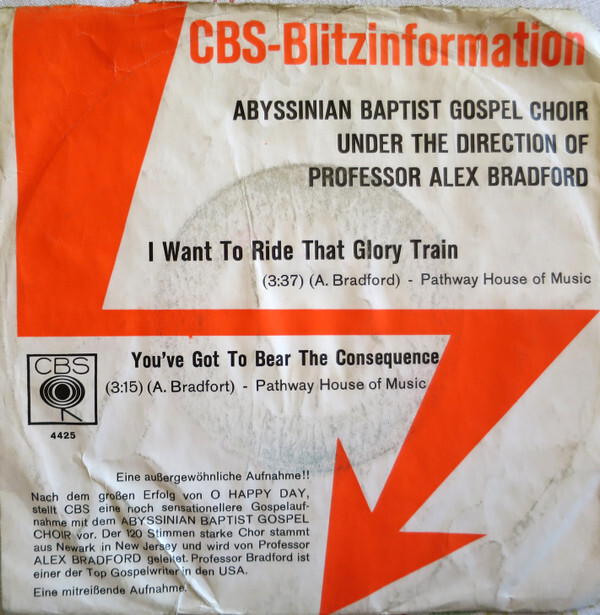 CBS-Blitzinformation
ABYSSINIAN BAPTIST GOSPEL CHOIR
UNDER THE DIRECTION OF
PROFESSOR ALEX BRADFORD
I Want To Ride That Glory Train
(3:37) (A. Bradford) - Pathway House of Music
You've Got To Bear The Consequence
(3:15) (A. Bradfort) - Pathway House of Music
CBS
4425
Eine außergewöhnliche Aufnahme!!
Nach dem großen Erfolg von O HAPPY DAY,
stellt CBS eine noch sensationellere Gospelauf-
nahme mit dem ABYSSINIAN BAPTIST GOSPEL
CHOIR vor. Der 120 Stimmen starke Chor stammt
aus Newark in New Jersey und wird von Professor
ALEX BRADFORD geleitet. Professor Bradford ist
einer der Top Gospelwriter in den USA.
Eine mitreißende Aufnahme.